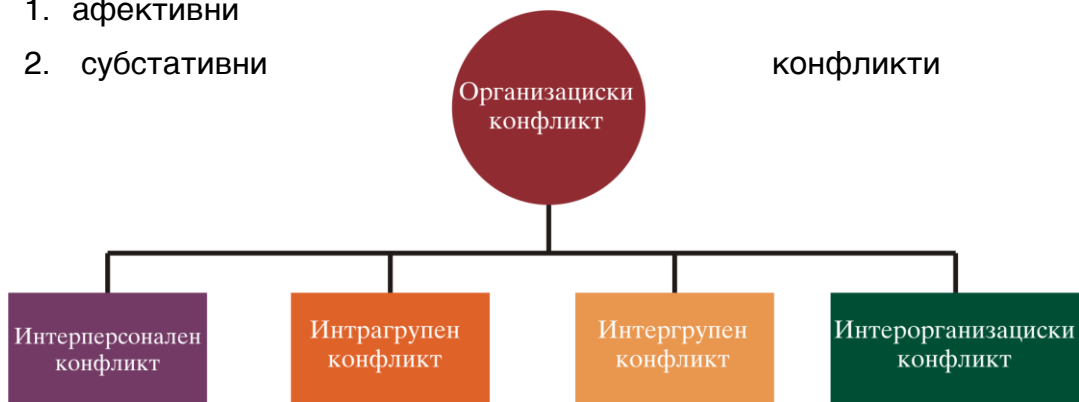 1. афективни
2. субстативни конфликти
Организациски
конфликт
Интерперсонален
конфликт
Интрагрупен
конфликт
Интергрупен
конфликт
Интерорганизациски
конфликт